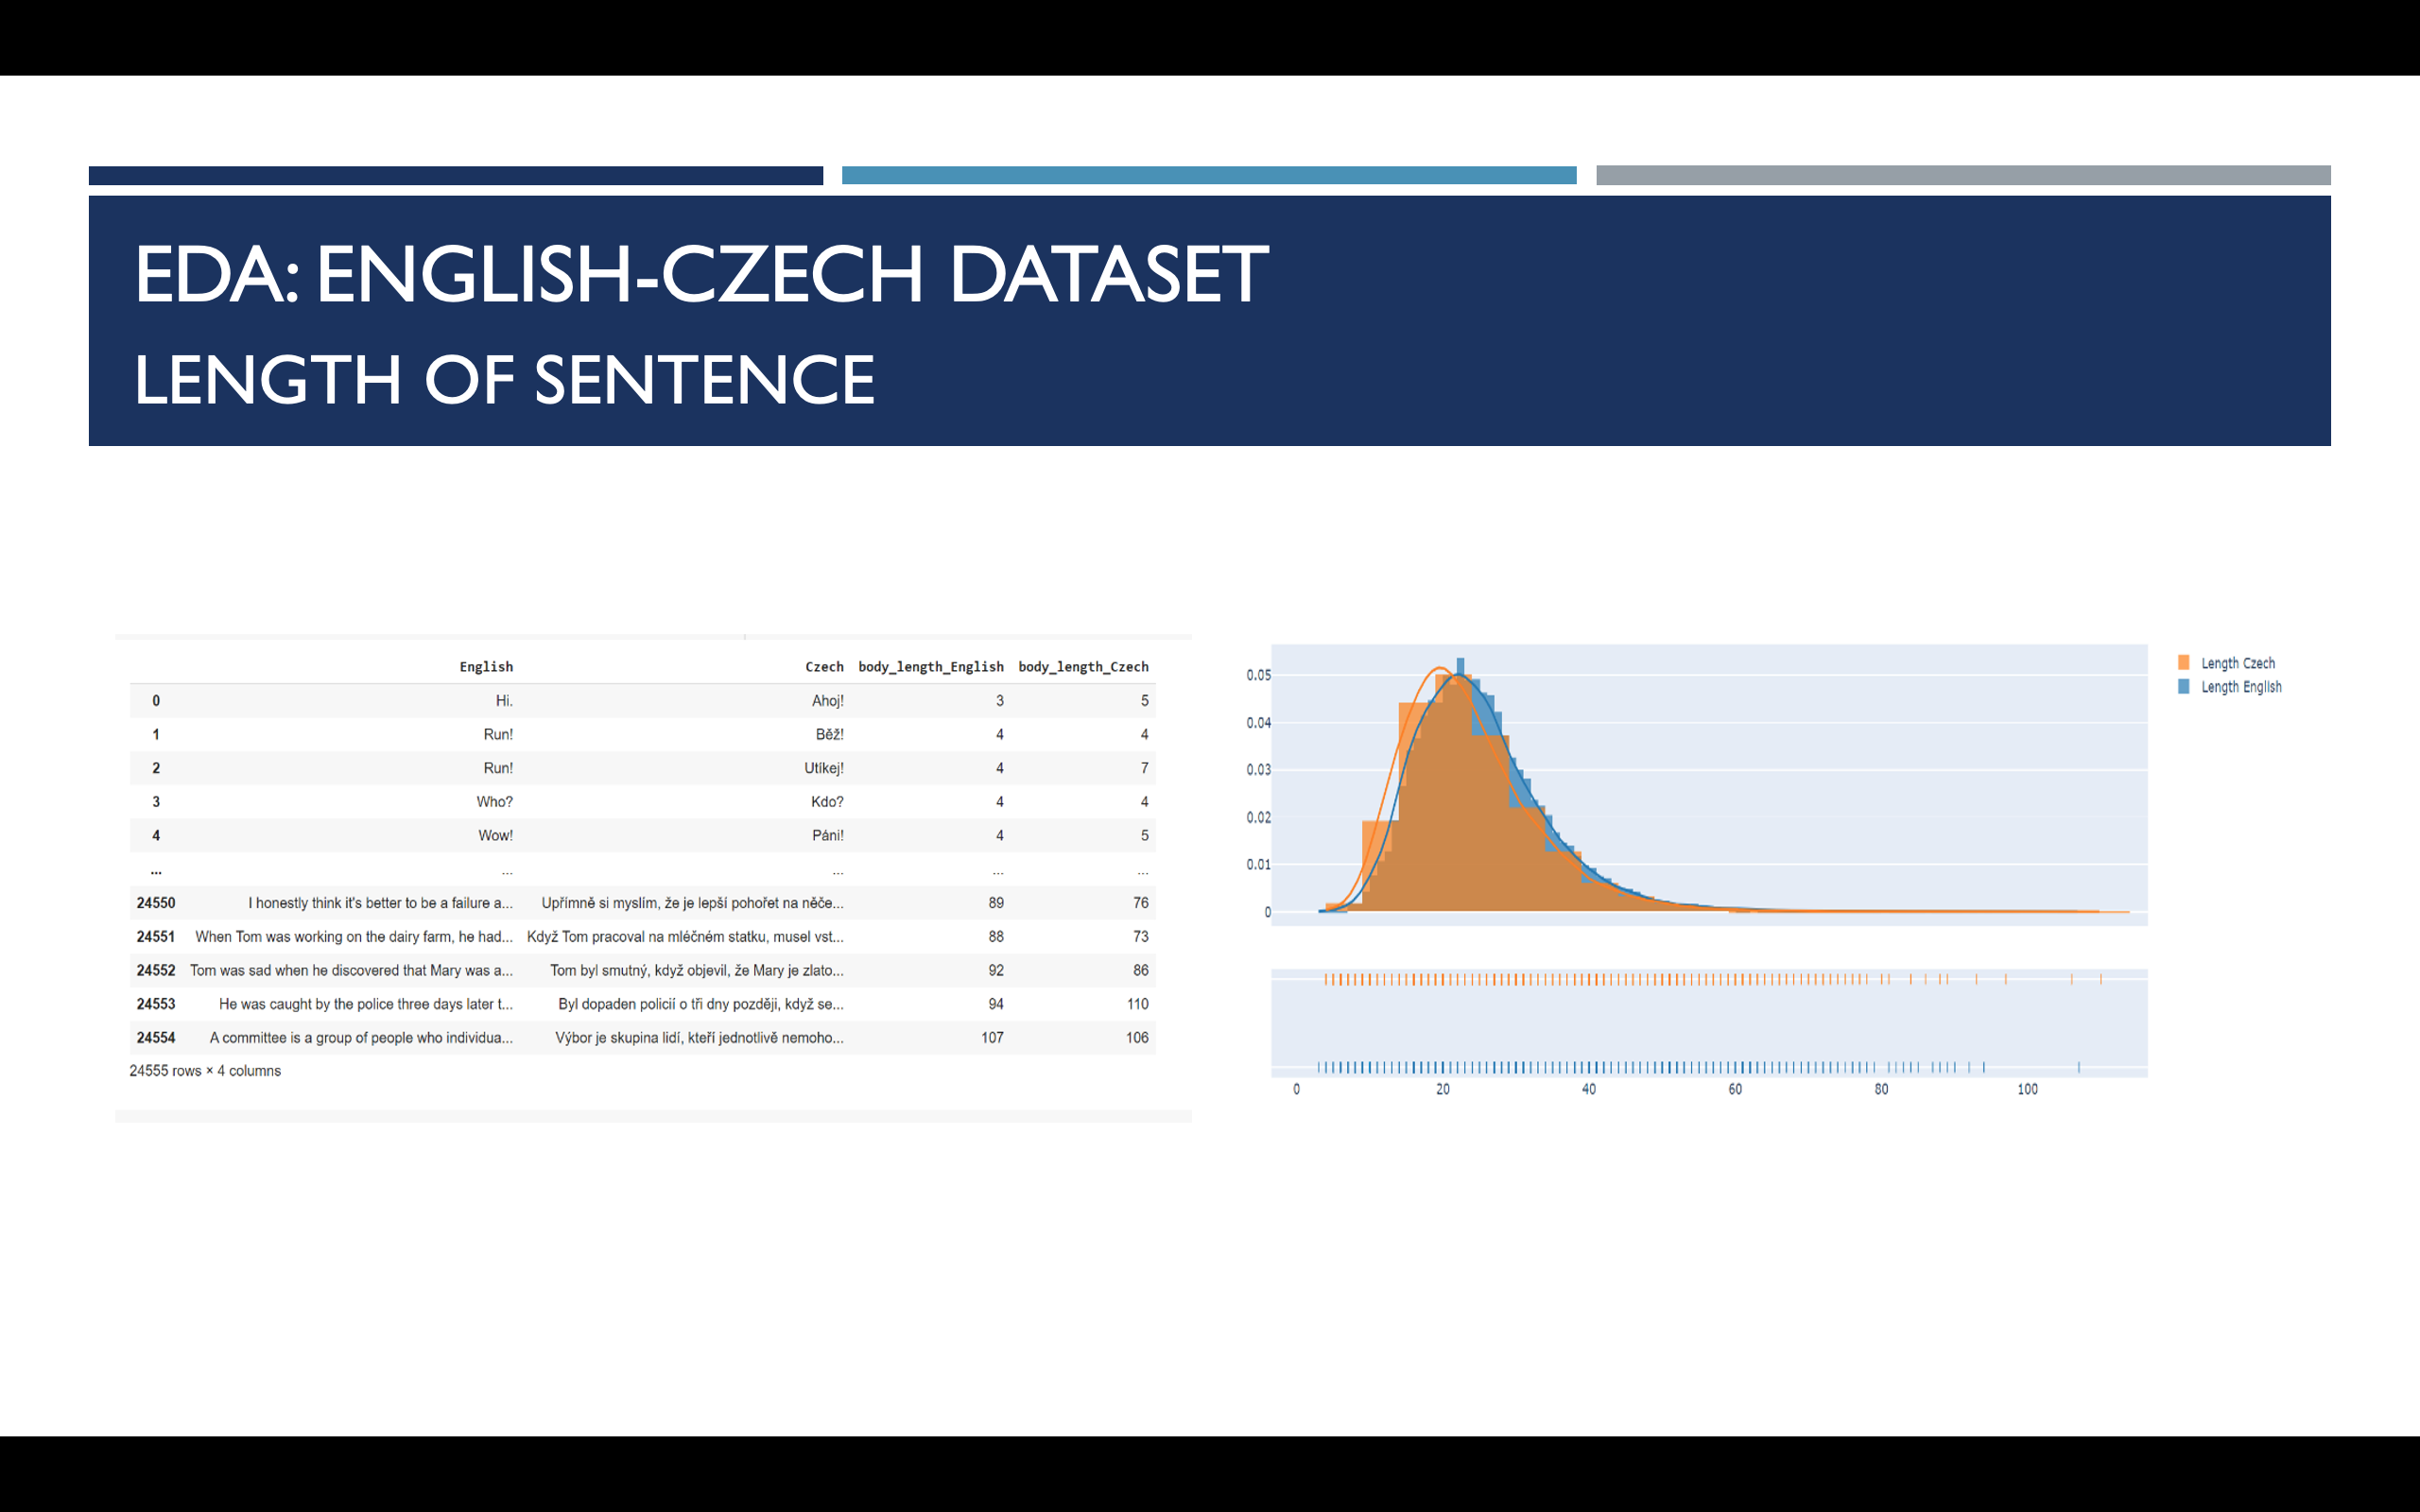 EDA: ENGLISH-CZECH DATASET
LENGTH OF SENTENCE
English Czech body_length_English body_length_Czech
0 Hi. Ahoj! 3 5
1 Run! Běž! 4 4
2 Run! Utíkej! 4 7
3 Who? Kdo? 4 4
4 Wow! Páni! 4 5
... ... ... ... ...
24550 I honestly think it's better to be a failure a... Upřímně si myslím, že je lepší pohořet na něče... 89 76
24551 When Tom was working on the dairy farm, he had... Když Tom pracoval na mléčném statku, musel vst... 88 73
24552 Tom was sad when he discovered that Mary was a... Tom byl smutný, když objevil, že Mary je zlato... 92 86
24553 He was caught by the police three days later t... Byl dopaden policií o tři dny později, když se... 94 110
24554 A committee is a group of people who individua... Výbor je skupina lidí, kteří jednotlivě nemoho... 107 106
24555 rows × 4 columns
0.05
0.04
0.03
0.02
0.01
0
0 20 40 60 80 100
Length Czech
Length English